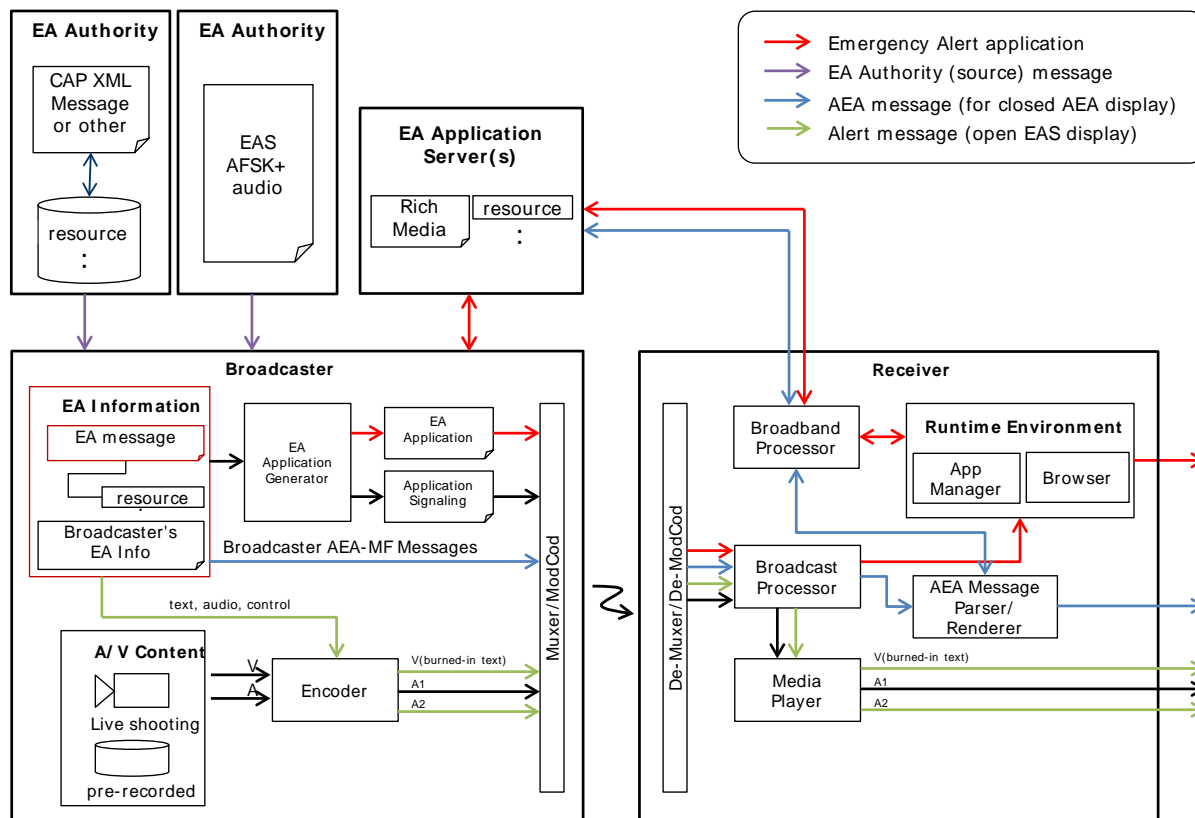 EA Authority
CAP XML
Message
or other
resource
:
EA Authority
EAS
AFSK+
audio
EA Application
Server(s)
Rich
Media
resource
:
Emergency Alert application
EA Authority (source) message
AEA message (for closed AEA display)
Alert message (open EAS display)
Broadcaster
EA Information
EA message
resource
:
Broadcaster's
EA Info
EA
Application
Generator
EA
Application
Application
Signaling
Broadcaster AEA-MF Messages
text, audio, control
A/V Content
Live shooting
pre-recorded
V
A
Encoder
V(burned-in text)
A1
A2
Muxer/ModCod
Receiver
De-Muxer/De-ModCod
Broadband
Processor
Runtime Environment
App
Manager
Browser
Broadcast
Processor
AEA Message
Parser/
Renderer
Media
Player
V(burned-in text)
A1
A2